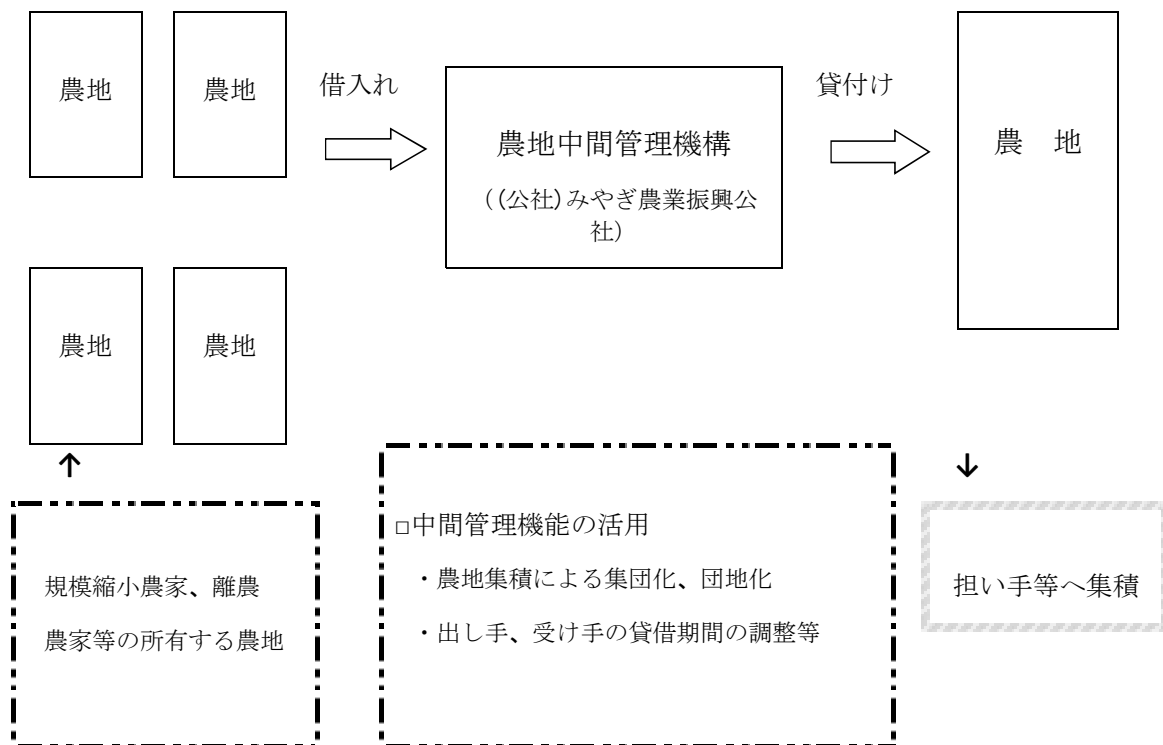 農地
農地
借入れ
農地中間管理機構
((公社)みやぎ農業振興公
社)
貸付け
農　地
農地
農地
↑
規模縮小農家、離農
農家等の所有する農地
□中間管理機能の活用
・農地集積による集団化、団地化
・出し手、受け手の貸借期間の調整等
↓
担い手等へ集積